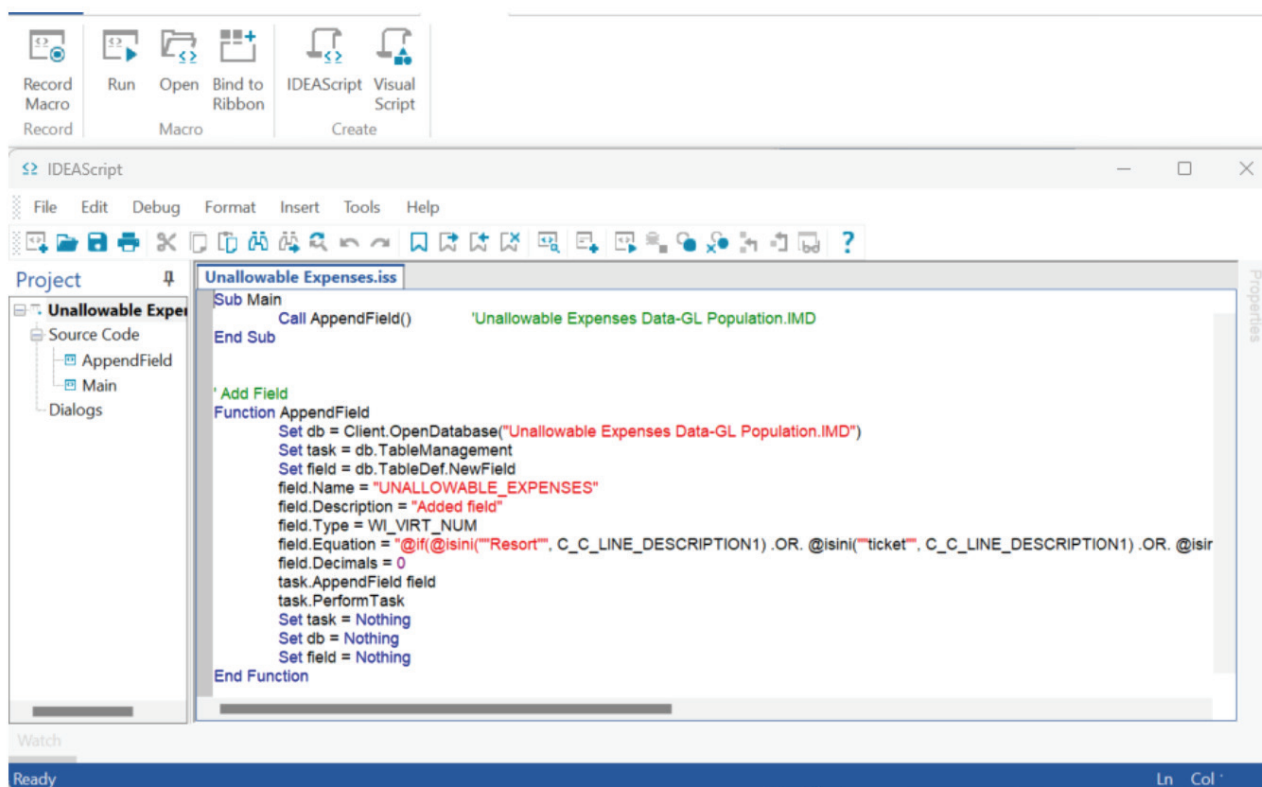 Record Macro
Run
Open
Bind to Ribbon
IDEAScript
Visual Script
Record
Macro
Create
IDEAScript
File Edit Debug Format Insert Tools Help
Project
Unallowable Exper
Source Code
AppendField
Main
Dialogs
Unallowable Expenses.iss
Sub Main
Call AppendField() 'Unallowable Expenses Data-GL Population.IMD
End Sub
' Add Field
Function AppendField
Set db = Client.OpenDatabase("Unallowable Expenses Data-GL Population.IMD")
Set task = db.TableManagement
Set field = db.TableDef.NewField
field.Name = "UNALLOWABLE_EXPENSES"
field.Description = "Added field"
field.Type = WI_VIRT_NUM
field.Equation = "@if(@isini(""Resort"", C_C_LINE_DESCRIPTION1) .OR. @isini(""ticket"", C_C_LINE_DESCRIPTION1) .OR. @isir
field.Decimals = 0
task.AppendField field
task.PerformTask
Set task = Nothing
Set db = Nothing
Set field = Nothing
End Function
Properties
Watch
Ready
Ln Col